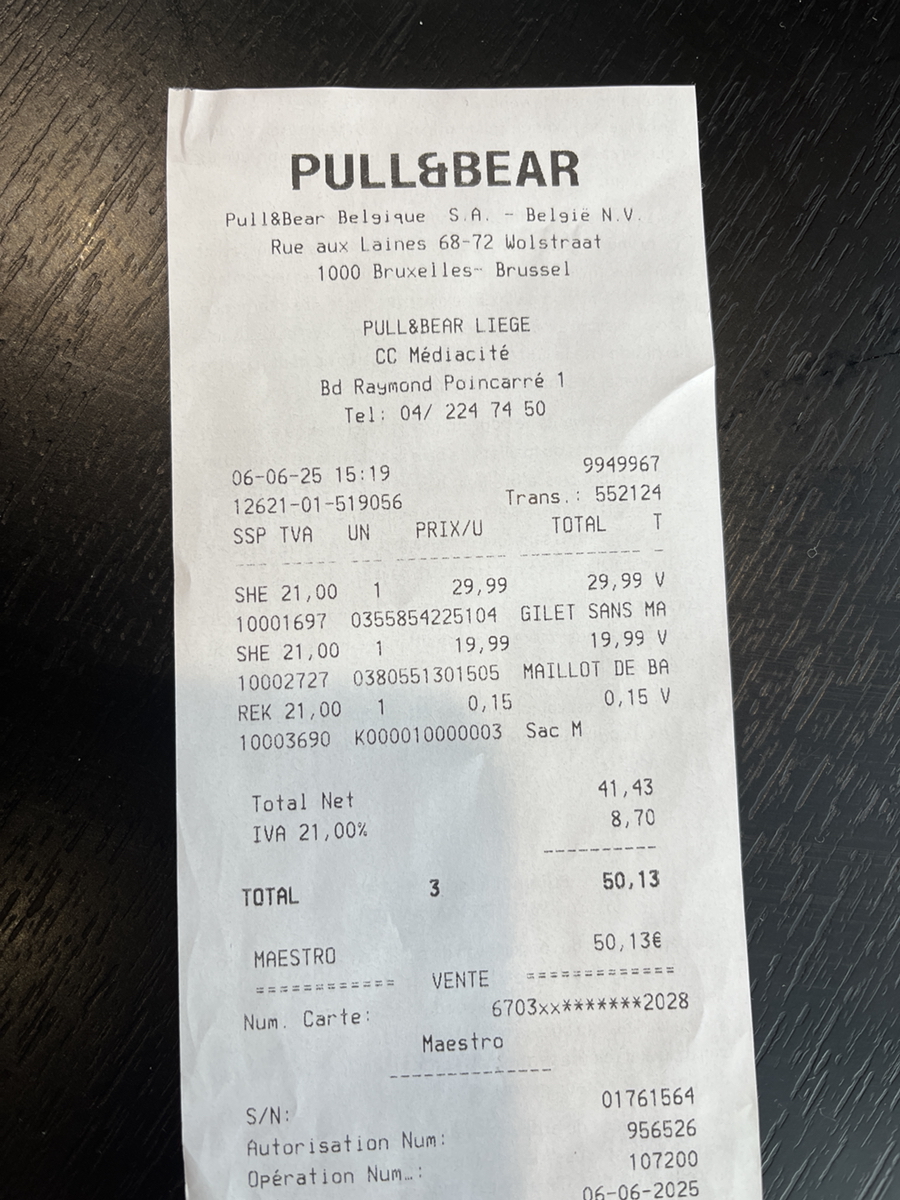 PULL&BEAR
Pull&Bear Belgique S.A. - België N.V.
Rue aux Laines 68-72 Wolstraat
1000 Bruxelles- Brussel
PULL&BEAR LIEGE
CC Médiacité
Bd Raymond Poincarré 1
Tel: 04/ 224 74 50
06-06-25 15:19 9949967
12621-01-519056 Trans.: 552124
SSP TVA UN PRIX/U TOTAL T
--- ----- --- ---------- ----------- -
SHE 21,00 1 29,99 29,99 V
10001697 0355854225104 GILET SANS MA
SHE 21,00 1 19,99 19,99 V
10002727 0380551301505 MAILLOT DE BA
REK 21,00 1 0,15 0,15 V
10003690 K000010000003 Sac M
Total Net 41,43
IVA 21,00% 8,70
----------
TOTAL 3 50,13
MAESTRO 50,13€
============ VENTE =============
Num. Carte: 6703xx*******2028
Maestro
--------------
S/N: 01761564
Autorisation Num: 956526
Opération Num…: 107200
06-06-2025